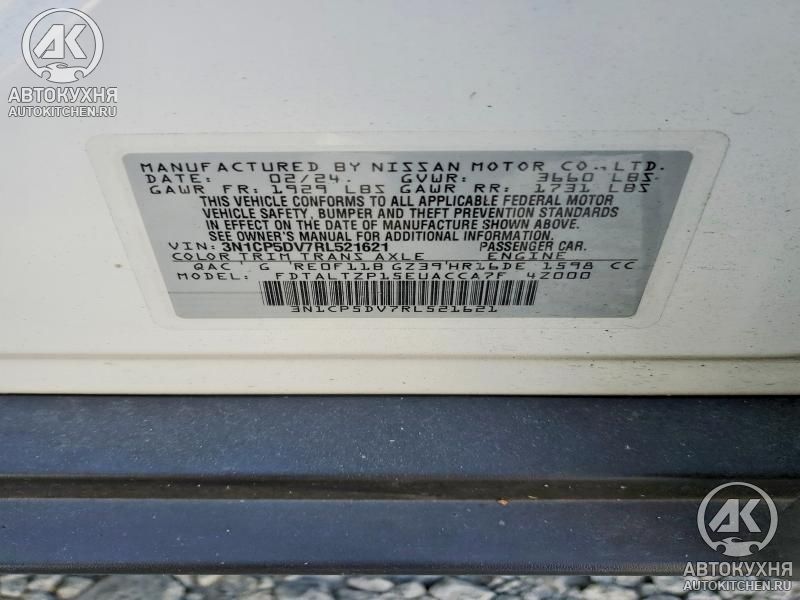 АК
АВТОКУХНЯ
AUTOKITCHEN.RU
MANUFACTURED BY NISSAN MOTOR CO., LTD.
DATE: 02/24. GVWR: 3660 LBS
GAWR FR: 1929 LBS GAWR RR: 1731 LBS
THIS VEHICLE CONFORMS TO ALL APPLICABLE FEDERAL MOTOR
VEHICLE SAFETY, BUMPER AND THEFT PREVENTION STANDARDS
IN EFFECT ON THE DATE OF MANUFACTURE SHOWN ABOVE.
SEE OWNER'S MANUAL FOR ADDITIONAL INFORMATION.
VIN: 3N1CP5DV7RL521621 PASSENGER CAR.
COLOR TRIM TRANS AXLE ENGINE
QAC G RE0F11B GZ39 HR16DE 1598 CC
MODEL: FDTALTZP15EUACCA7F 4Z000
3N1CP5DV7RL521621
АК
АВТОКУХНЯ
AUTOKITCHEN.RU